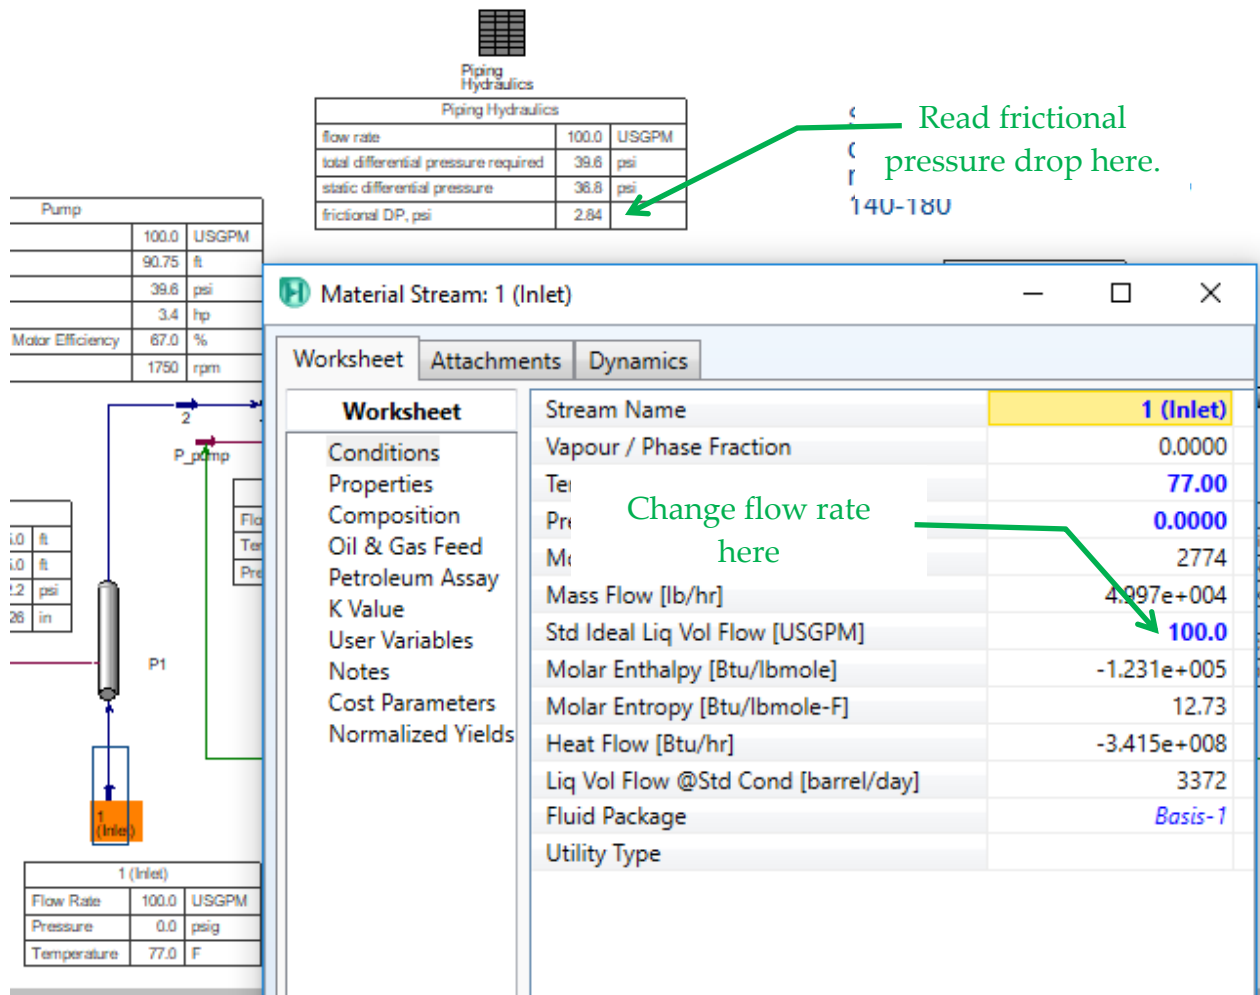 Piping
Hydraulics
Piping Hydraulics
flow rate 100.0 USGPM
total differential pressure required 39.6 psi
static differential pressure 36.8 psi
frictional DP, psi 2.84
Read frictional
pressure drop here.
140-180
Pump
100.0 USGPM
90.75 ft
39.6 psi
3.4 hp
Motor Efficiency 67.0 %
1750 rpm
2
P_pump
ft
ft
psi
26 in
P1
1
(Inlet)
1 (Inlet)
Flow Rate 100.0 USGPM
Pressure 0.0 psig
Temperature 77.0 F
Material Stream: 1 (Inlet)
Worksheet Attachments Dynamics
Worksheet
Conditions
Properties
Composition
Oil & Gas Feed
Petroleum Assay
K Value
User Variables
Notes
Cost Parameters
Normalized Yields
Stream Name 1 (Inlet)
Vapour / Phase Fraction 0.0000
77.00
0.0000
2774
Mass Flow [lb/hr] 4.997e+004
Std Ideal Liq Vol Flow [USGPM] 100.0
Molar Enthalpy [Btu/lbmole] -1.231e+005
Molar Entropy [Btu/lbmole-F] 12.73
Heat Flow [Btu/hr] -3.415e+008
Liq Vol Flow @Std Cond [barrel/day] 3372
Fluid Package Basis-1
Utility Type
Change flow rate
here